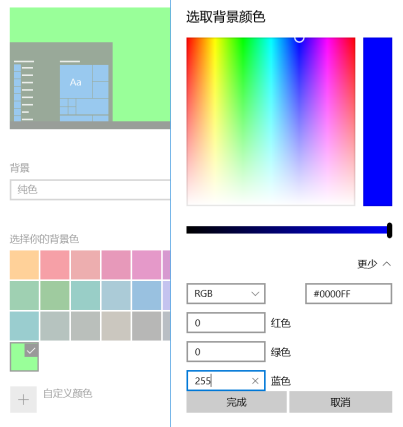 Aa
背景
纯色
选择你的背景色
自定义颜色
选取背景颜色
更少
RGB
#0000FF
0 红色
0 绿色
255 蓝色
完成 取消